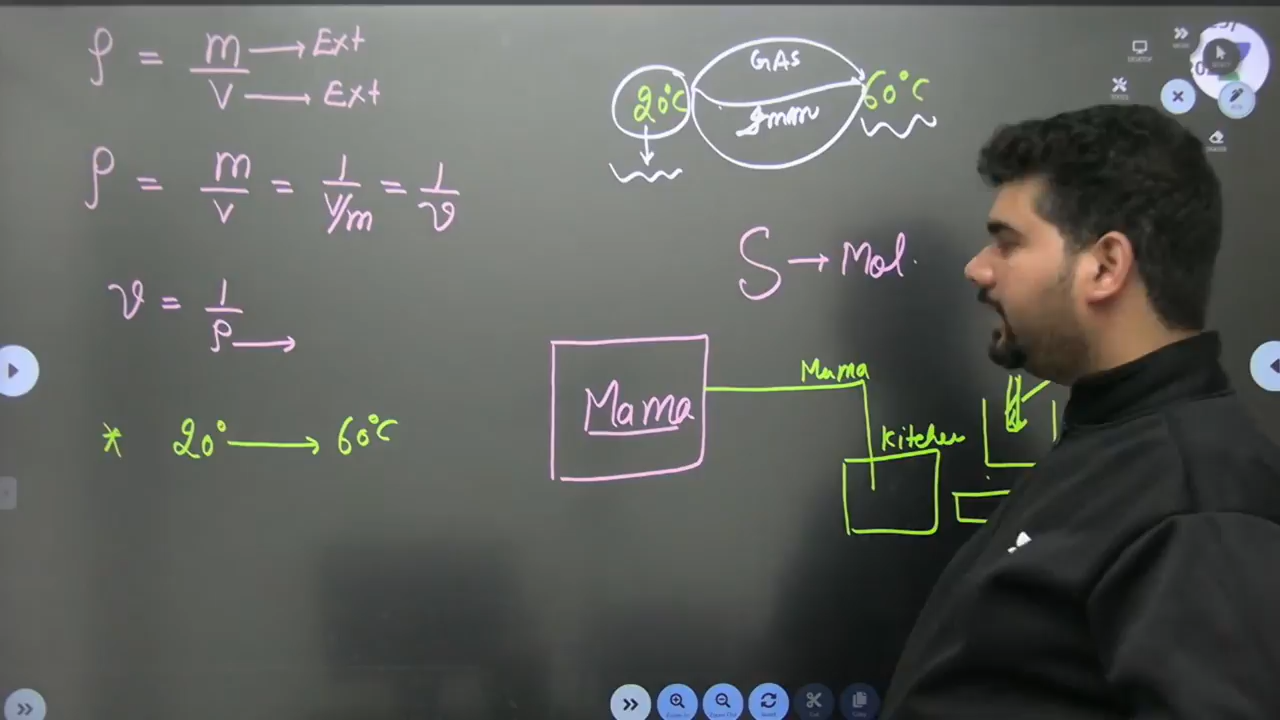 ρ = m/V
→ Ext
→ Ext
ρ = m/v = 1/V/m = 1/ϑ
ϑ = 1/ρ →
* 20° → 60°C
GAS
20°C
60°C
S → Mol.
Mama
Mama
Kitchen